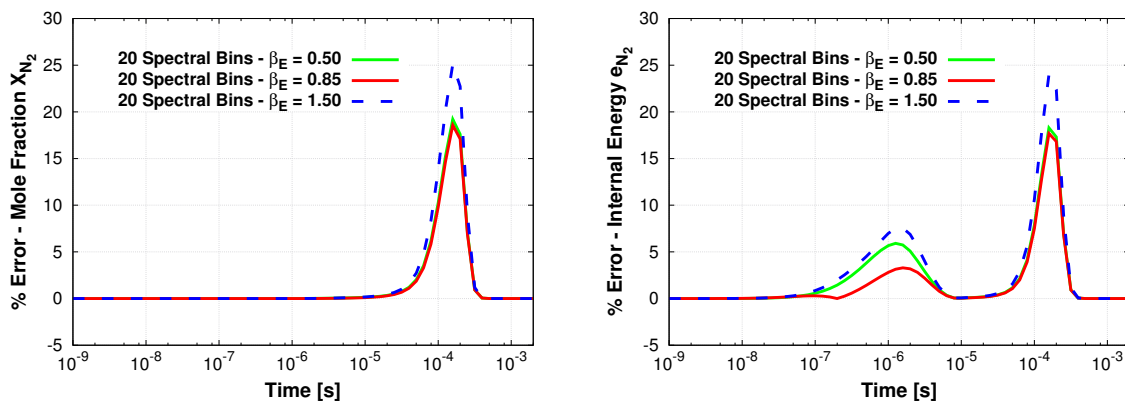 % Error - Mole Fraction X_{N_2}
30
25
20
15
10
5
0
-5
20 Spectral Bins - β_E = 0.50
20 Spectral Bins - β_E = 0.85
20 Spectral Bins - β_E = 1.50
10^{-9} 10^{-8} 10^{-7} 10^{-6} 10^{-5} 10^{-4} 10^{-3}
Time [s]
% Error - Internal Energy e_{N_2}
30
25
20
15
10
5
0
-5
20 Spectral Bins - β_E = 0.50
20 Spectral Bins - β_E = 0.85
20 Spectral Bins - β_E = 1.50
10^{-9} 10^{-8} 10^{-7} 10^{-6} 10^{-5} 10^{-4} 10^{-3}
Time [s]